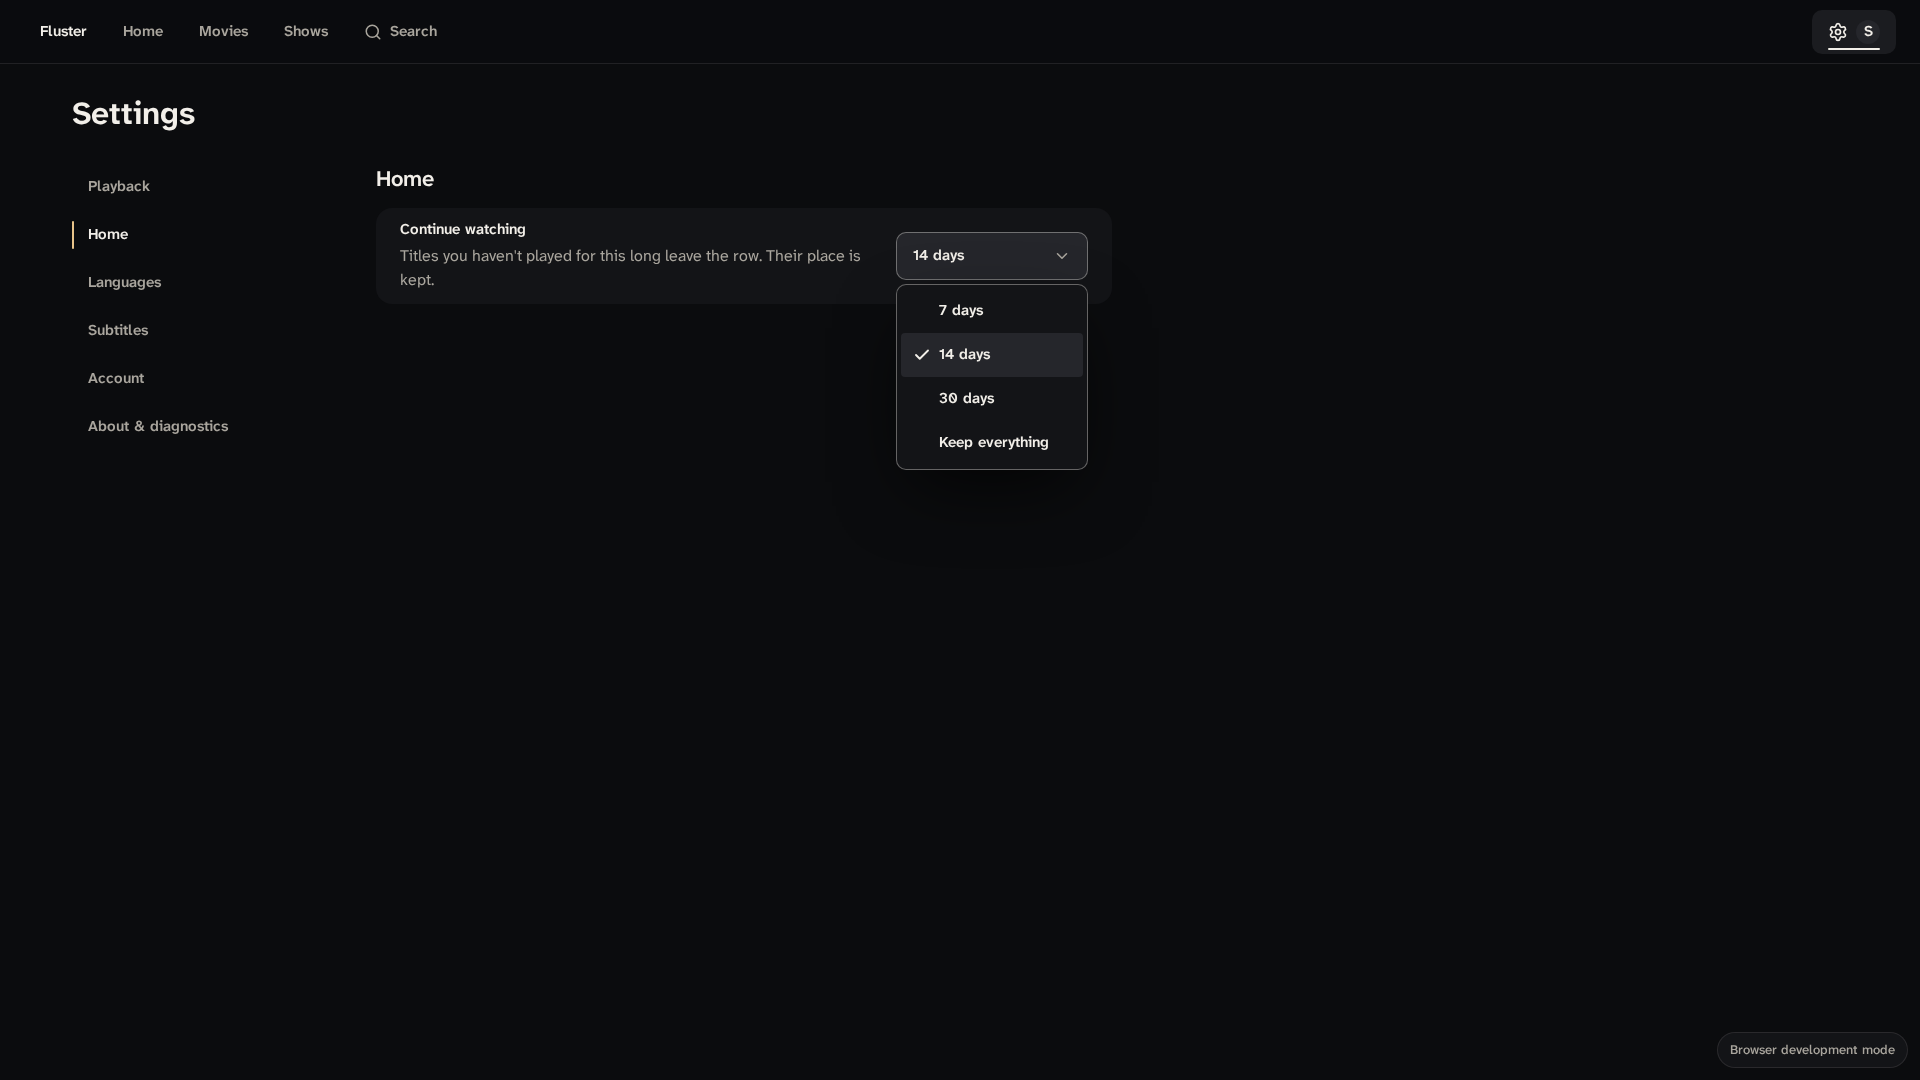 Fluster
Home
Movies
Shows
Search
S
Settings
Playback
Home
Languages
Subtitles
Account
About & diagnostics
Home
Continue watching
Titles you haven't played for this long leave the row. Their place is
kept.
14 days
7 days
14 days
30 days
Keep everything
Browser development mode